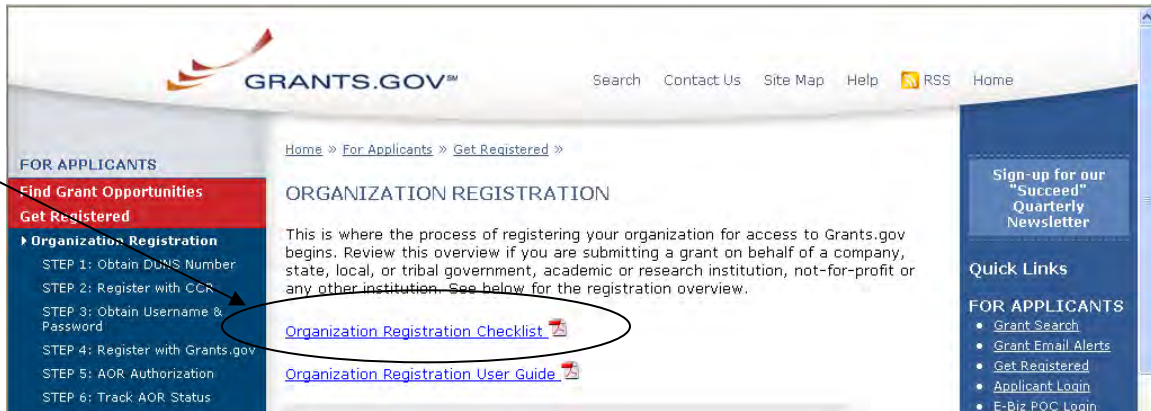 GRANTS.GOV℠
Search Contact Us Site Map Help RSS Home
FOR APPLICANTS
Find Grant Opportunities
Get Registered
Organization Registration
STEP 1: Obtain DUNS Number
STEP 2: Register with CCR
STEP 3: Obtain Username &
Password
STEP 4: Register with Grants.gov
STEP 5: AOR Authorization
STEP 6: Track AOR Status
Home » For Applicants » Get Registered »
ORGANIZATION REGISTRATION
This is where the process of registering your organization for access to Grants.gov
begins. Review this overview if you are submitting a grant on behalf of a company,
state, local, or tribal government, academic or research institution, not-for-profit or
any other institution. See below for the registration overview.
Organization Registration Checklist
Organization Registration User Guide
Sign-up for our
"Succeed"
Quarterly
Newsletter
Quick Links
FOR APPLICANTS
Grant Search
Grant Email Alerts
Get Registered
Applicant Login
E-Biz POC Login